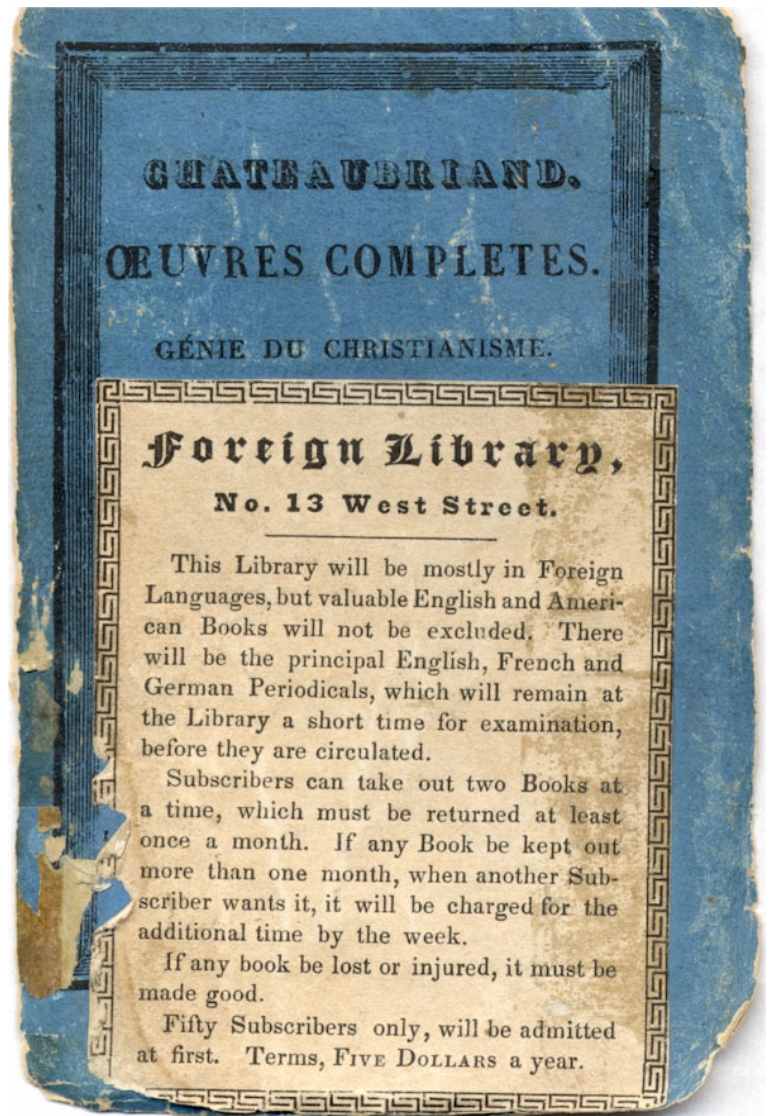 CHATEAUBRIAND.
ŒUVRES COMPLETES.
GÉNIE DU CHRISTIANISME.
Foreign Library,
No. 13 West Street.
This Library will be mostly in Foreign
Languages, but valuable English and Ameri-
can Books will not be excluded. There
will be the principal English, French and
German Periodicals, which will remain at
the Library a short time for examination,
before they are circulated.
Subscribers can take out two Books at
a time, which must be returned at least
once a month. If any Book be kept out
more than one month, when another Sub-
scriber wants it, it will be charged for the
additional time by the week.
If any book be lost or injured, it must be
made good.
Fifty Subscribers only, will be admitted
at first. Terms, FIVE DOLLARS a year.